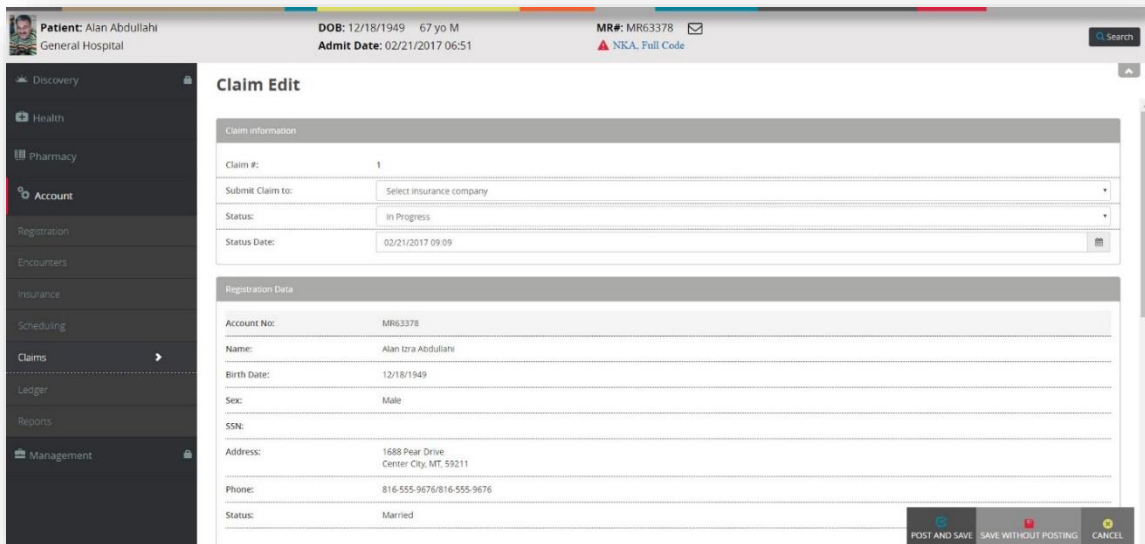 Patient: Alan Abdullahi
General Hospital
DOB: 12/18/1949 67 yo M
Admit Date: 02/21/2017 06:51
MR#: MR63378
NKA, Full Code
Search
Discovery
Health
Pharmacy
Account
Registration
Encounters
Insurance
Scheduling
Claims
Ledger
Reports
Management
Claim Edit
Claim information
Claim #: 1
Submit Claim to: Select insurance company
Status: In Progress
Status Date: 02/21/2017 09:09
Registration Data
Account No: MR63378
Name: Alan Izra Abdullahi
Birth Date: 12/18/1949
Sex: Male
SSN:
Address: 1688 Pear Drive
Center City, MT, 59211
Phone: 816-555-9676/816-555-9676
Status: Married
POST AND SAVE SAVE WITHOUT POSTING CANCEL